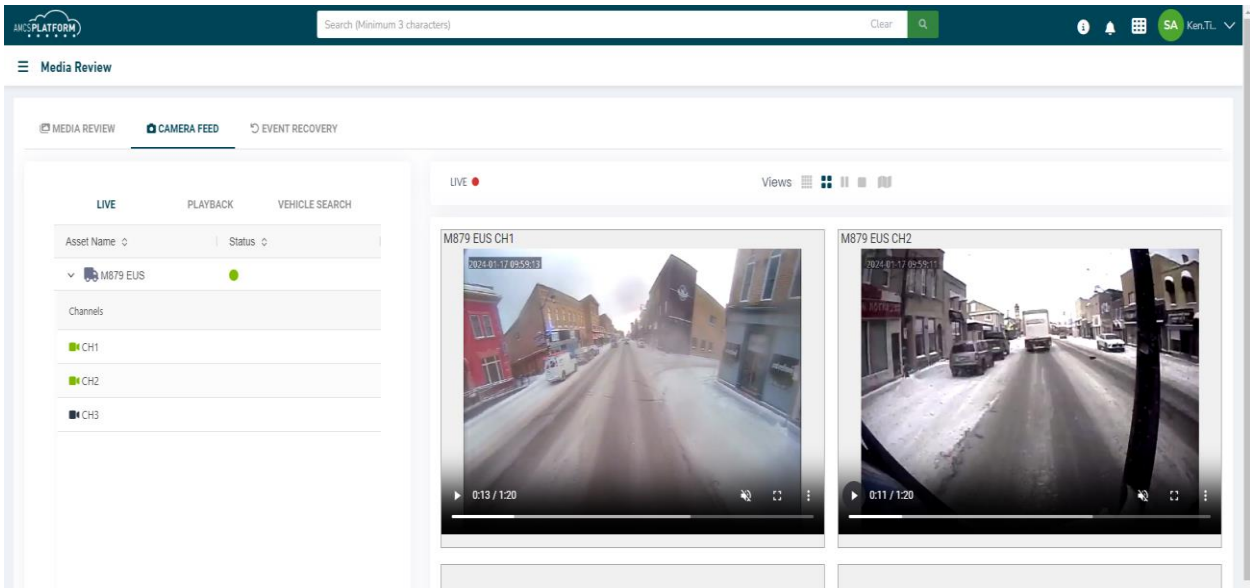 AMCSPLATFORM
Search (Minimum 3 characters)
Clear
SA
Ken.Ti..
Media Review
MEDIA REVIEW
CAMERA FEED
EVENT RECOVERY
LIVE
PLAYBACK
VEHICLE SEARCH
Asset Name
Status
M879 EUS
Channels
CH1
CH2
CH3
LIVE
Views
M879 EUS CH1
2024-01-17 09:59:13
0:13 / 1:20
M879 EUS CH2
2024-01-17 09:59:11
0:11 / 1:20